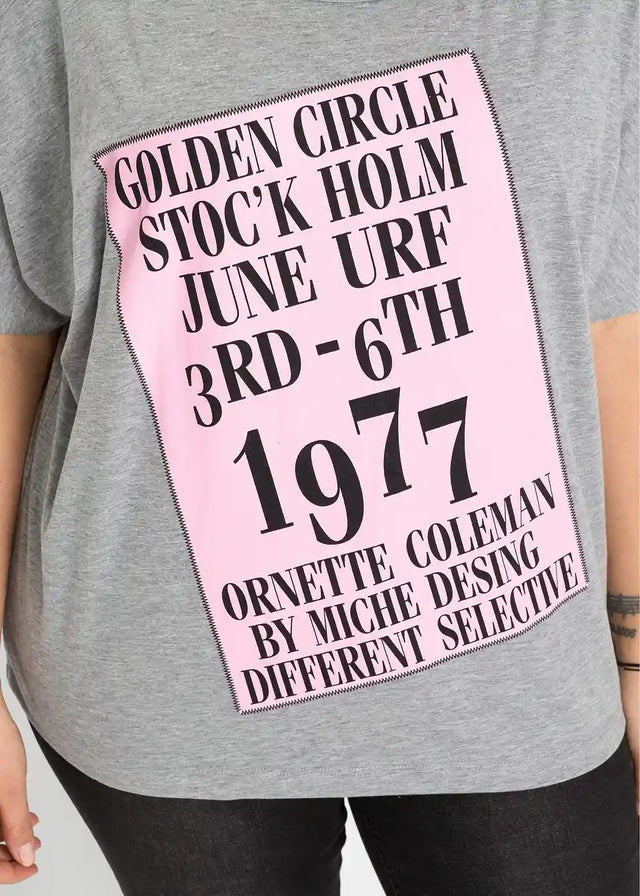 GOLDEN CIRCLE
STOC'K HOLM
JUNE URF
3RD-6TH
1977
ORNETTE COLEMAN
BY MICHE DESING
DIFFERENT SELECTIVE